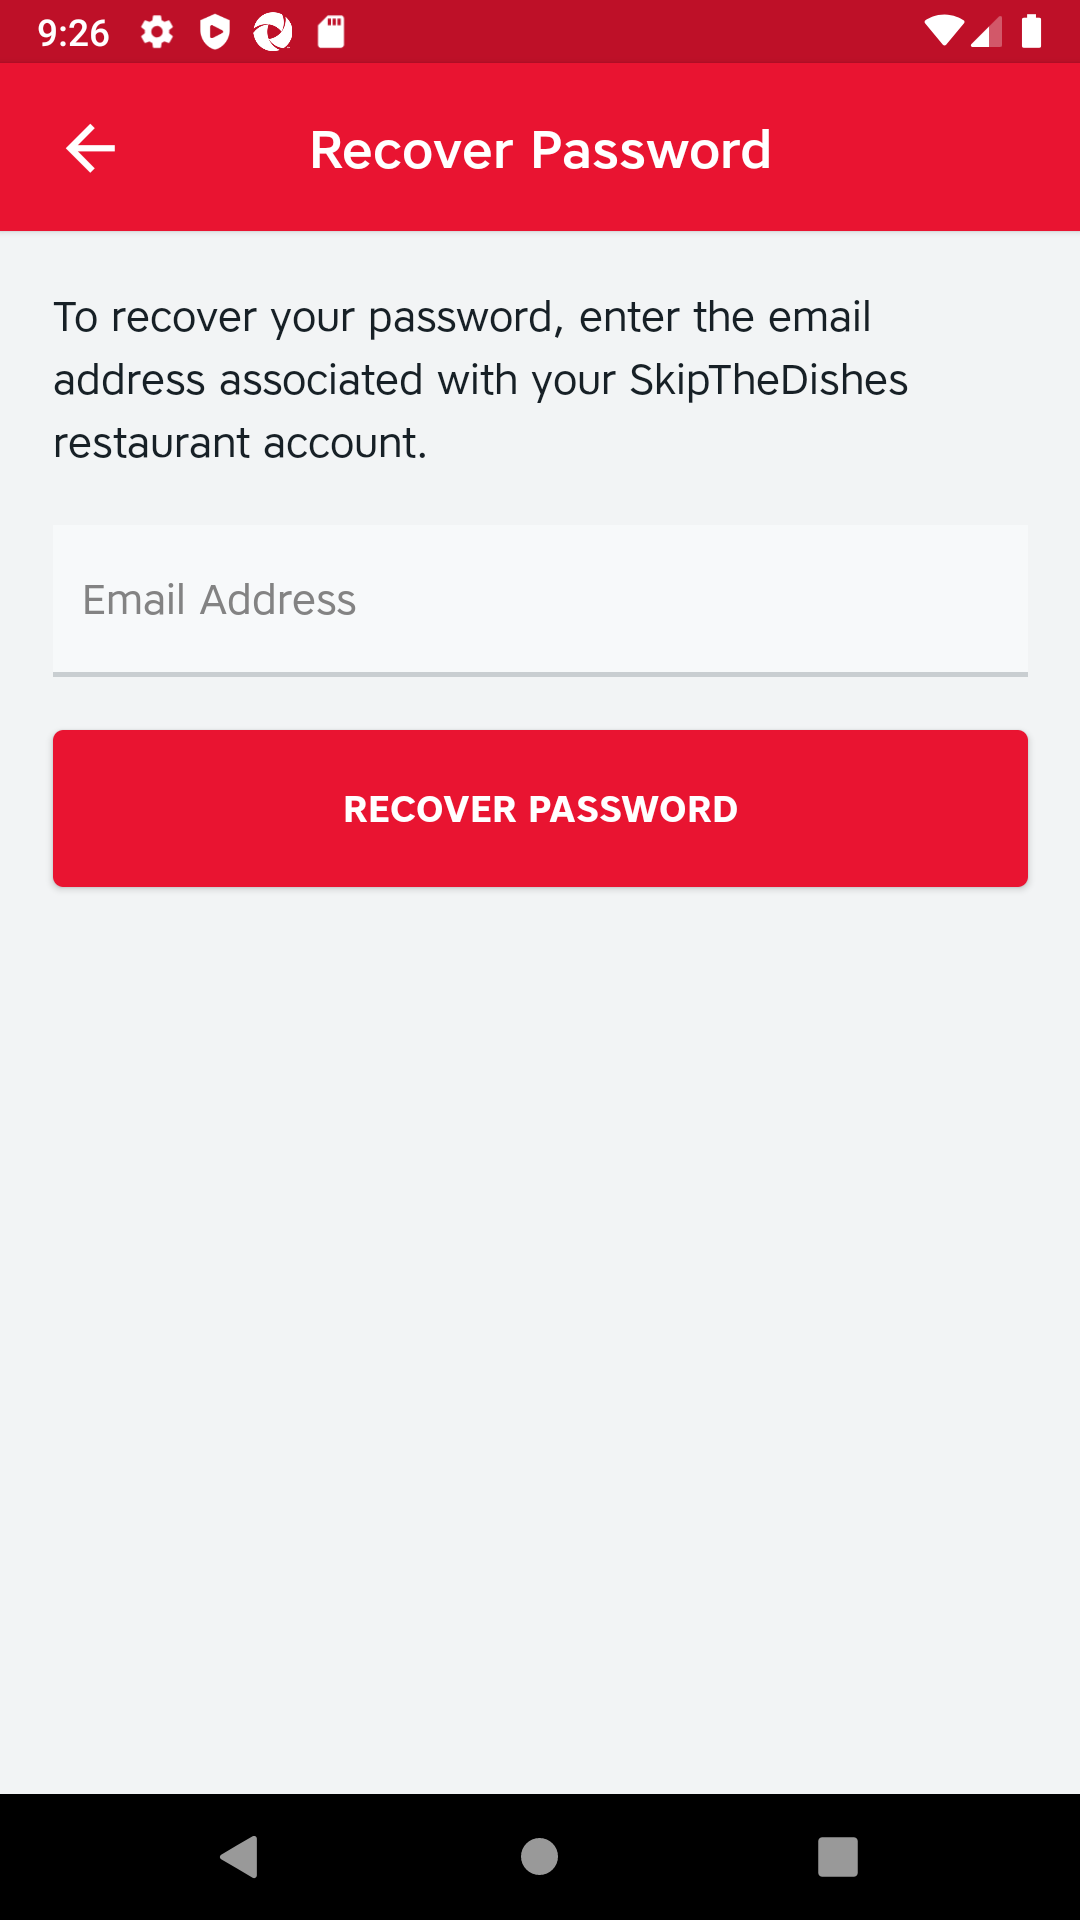 9:26
Recover Password
To recover your password, enter the email
address associated with your SkipTheDishes
restaurant account.
Email Address
RECOVER PASSWORD